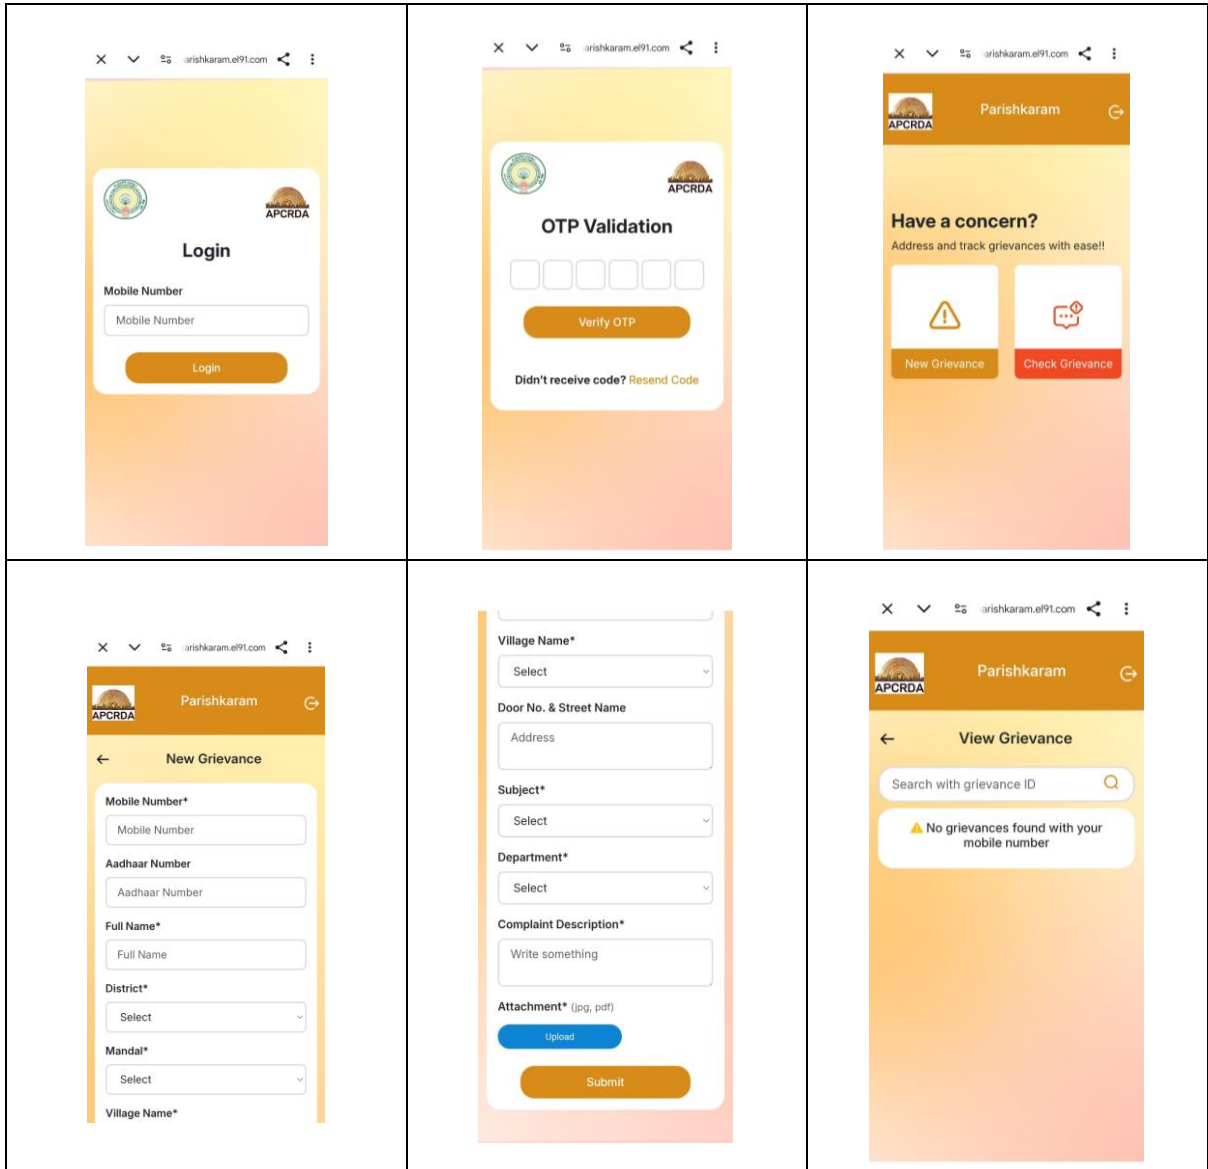 arishkaram.el91.com
APCRDA
Login
Mobile Number
Mobile Number
Login
arishkaram.el91.com
APCRDA
OTP Validation
Verify OTP
Didn't receive code? Resend Code
arishkaram.el91.com
APCRDA
Parishkaram
Have a concern?
Address and track grievances with ease!!
New Grievance
Check Grievance
arishkaram.el91.com
APCRDA
Parishkaram
New Grievance
Mobile Number*
Mobile Number
Aadhaar Number
Aadhaar Number
Full Name*
Full Name
District*
Select
Mandal*
Select
Village Name*
Village Name*
Select
Door No. & Street Name
Address
Subject*
Select
Department*
Select
Complaint Description*
Write something
Attachment* (jpg, pdf)
Upload
Submit
arishkaram.el91.com
APCRDA
Parishkaram
View Grievance
Search with grievance ID
No grievances found with your
mobile number